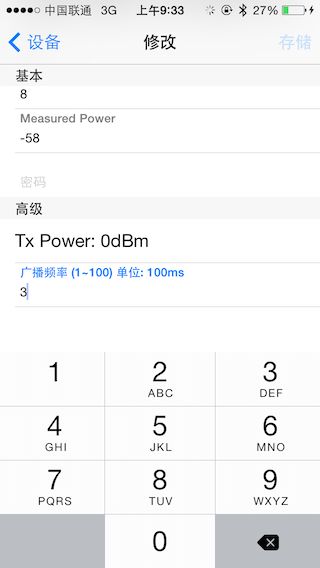 中国联通 3G 上午9:33 27%
设备 修改 存储
基本
8
Measured Power
-58
密码
高级
Tx Power: 0dBm
广播频率 (1~100) 单位: 100ms
3
1 2 3
ABC DEF
4 5 6
GHI JKL MNO
7 8 9
PQRS TUV WXYZ
0